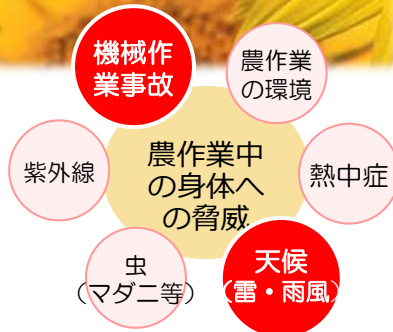 機械作
業事故
農作業
の環境
紫外線
農作業中
の身体へ
の脅威
熱中症
虫
（マダニ等）
天候
（雷・雨風）